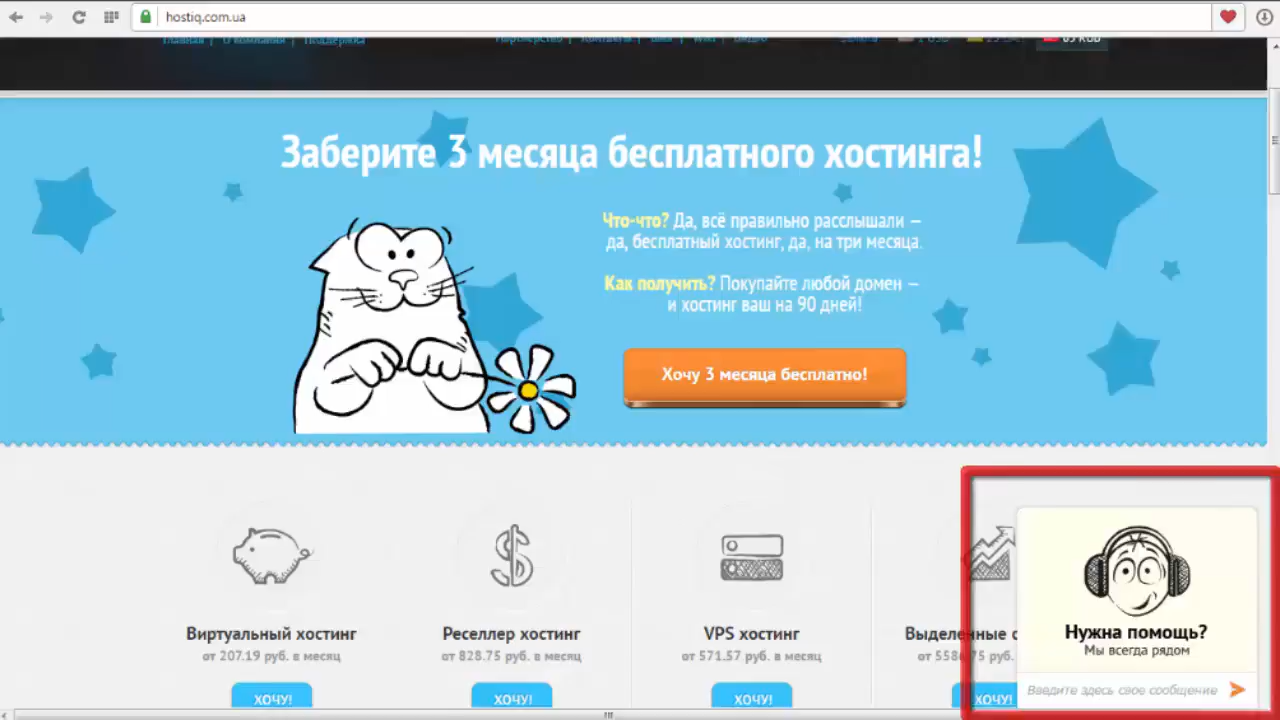 hostiq.com.ua
Главная | О компании | Поддержка
Заберите 3 месяца бесплатного хостинга!
Что-что? Да, всё правильно расслышали —
да, бесплатный хостинг, да, на три месяца.
Как получить? Покупайте любой домен —
и хостинг ваш на 90 дней!
Хочу 3 месяца бесплатно!
Виртуальный хостинг
от 207.19 руб. в месяц
ХОЧУ!
Реселлер хостинг
от 828.75 руб. в месяц
ХОЧУ!
VPS хостинг
от 571.57 руб. в месяц
ХОЧУ!
Выделенные
ХОЧУ!
Нужна помощь?
Мы всегда рядом
Введите здесь свое сообщение